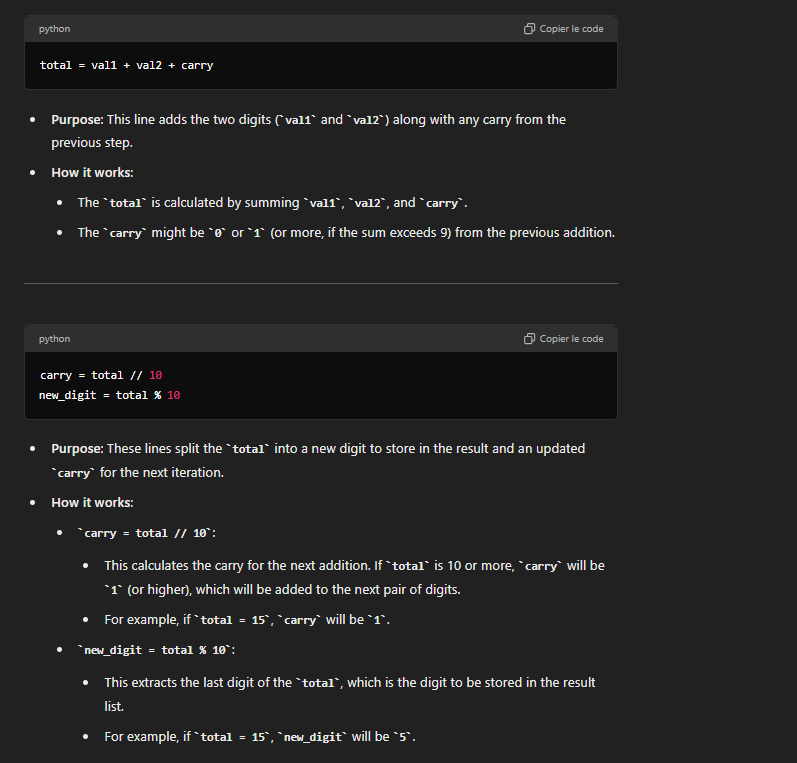 python Copier le code
total = val1 + val2 + carry
• Purpose: This line adds the two digits (`val1` and `val2`) along with any carry from the
previous step.
• How it works:
• The `total` is calculated by summing `val1`, `val2`, and `carry`.
• The `carry` might be `0` or `1` (or more, if the sum exceeds 9) from the previous addition.
python Copier le code
carry = total // 10
new_digit = total % 10
• Purpose: These lines split the `total` into a new digit to store in the result and an updated
`carry` for the next iteration.
• How it works:
• `carry = total // 10`:
• This calculates the carry for the next addition. If `total` is 10 or more, `carry` will be
`1` (or higher), which will be added to the next pair of digits.
• For example, if `total = 15`, `carry` will be `1`.
• `new_digit = total % 10`:
• This extracts the last digit of the `total`, which is the digit to be stored in the result
list.
• For example, if `total = 15`, `new_digit` will be `5`.